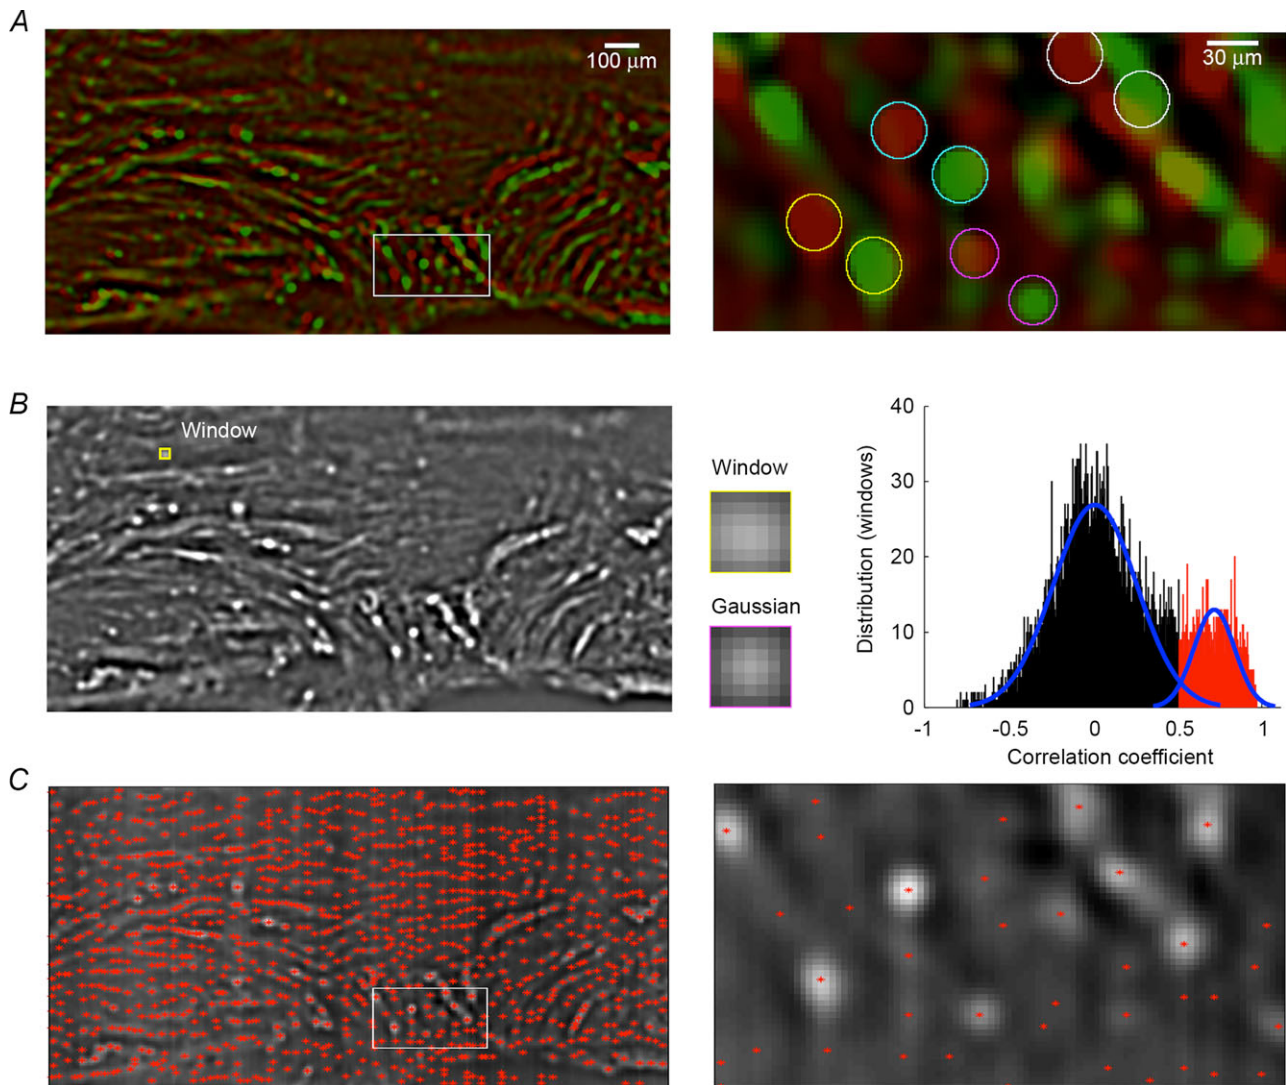 A
100 μm
30 μm
B
Window
Window
Gaussian
Distribution (windows)
40
30
20
10
0
-1
-0.5
0
0.5
1
Correlation coefficient
C